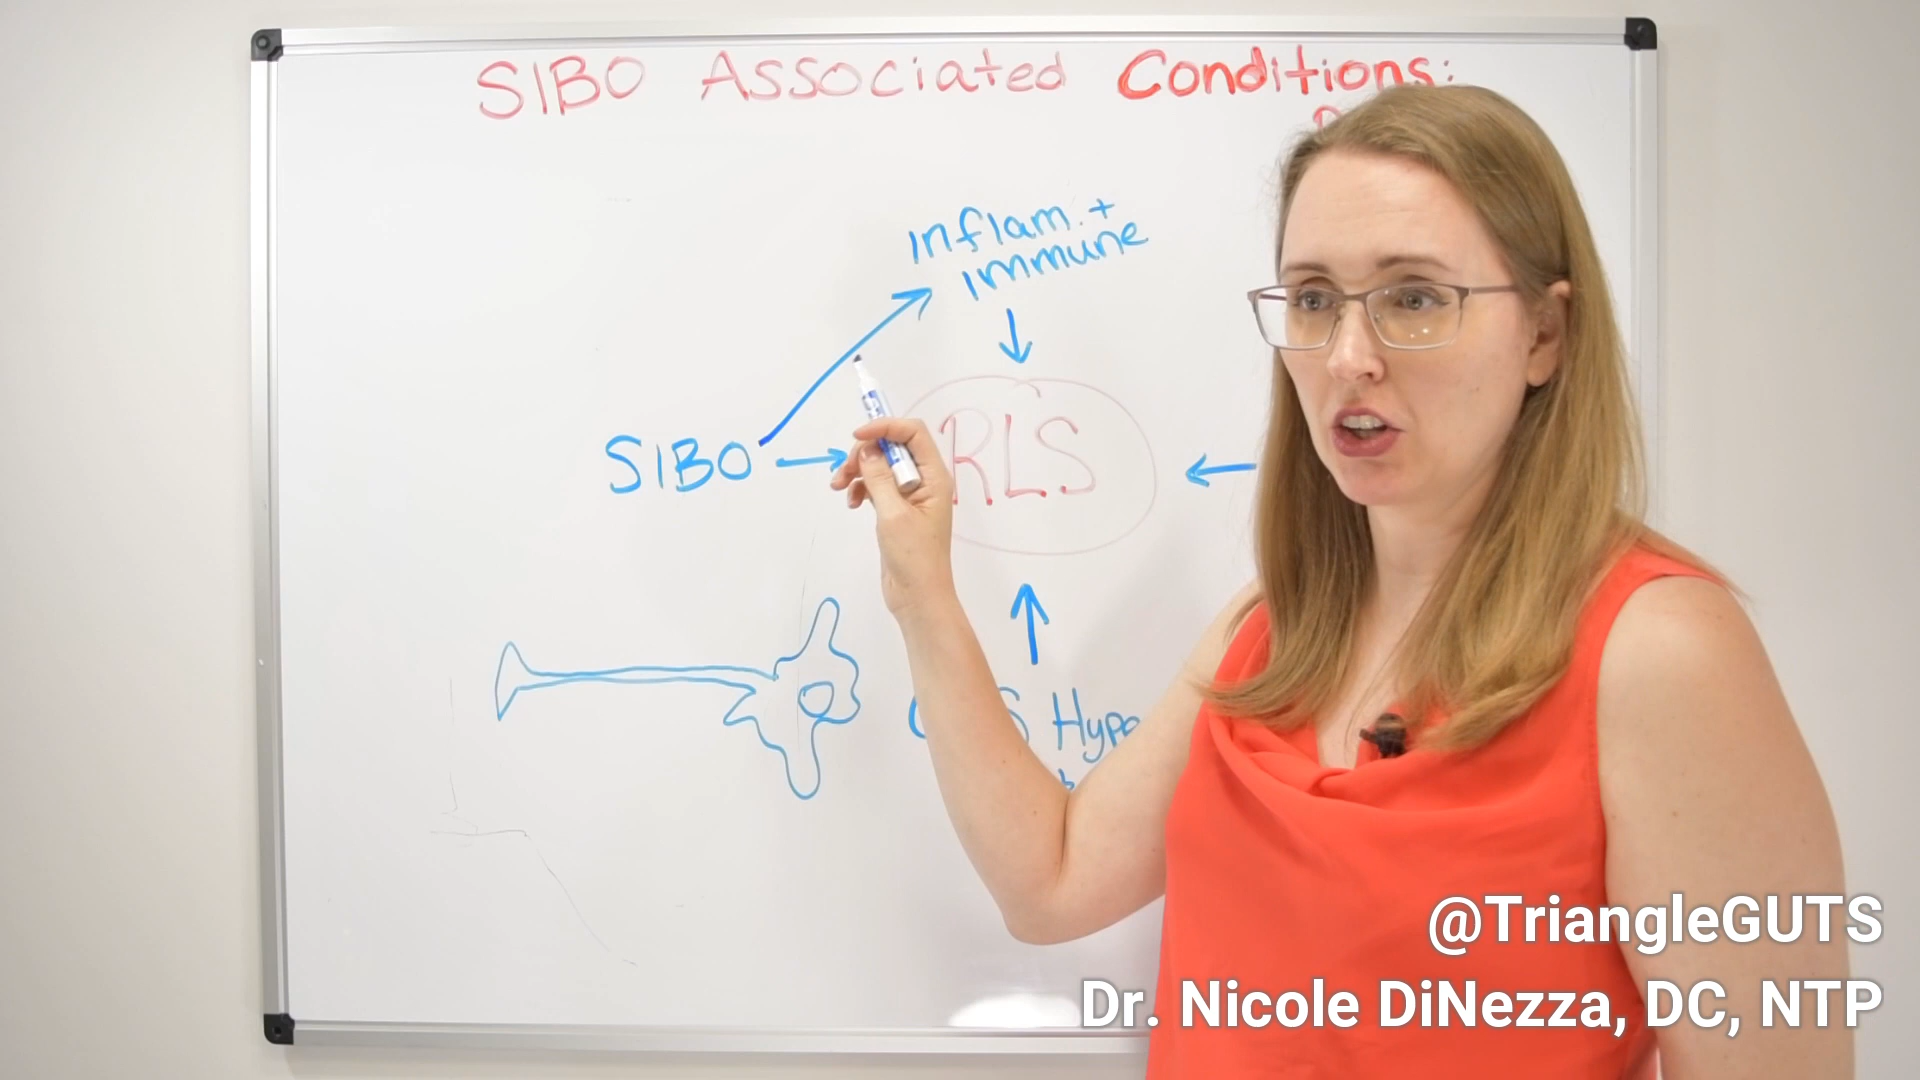 SIBO Associated Conditions:
Inflam. +
Immune
SIBO
RLS
@TriangleGUTS
Dr. Nicole DiNezza, DC, NTP